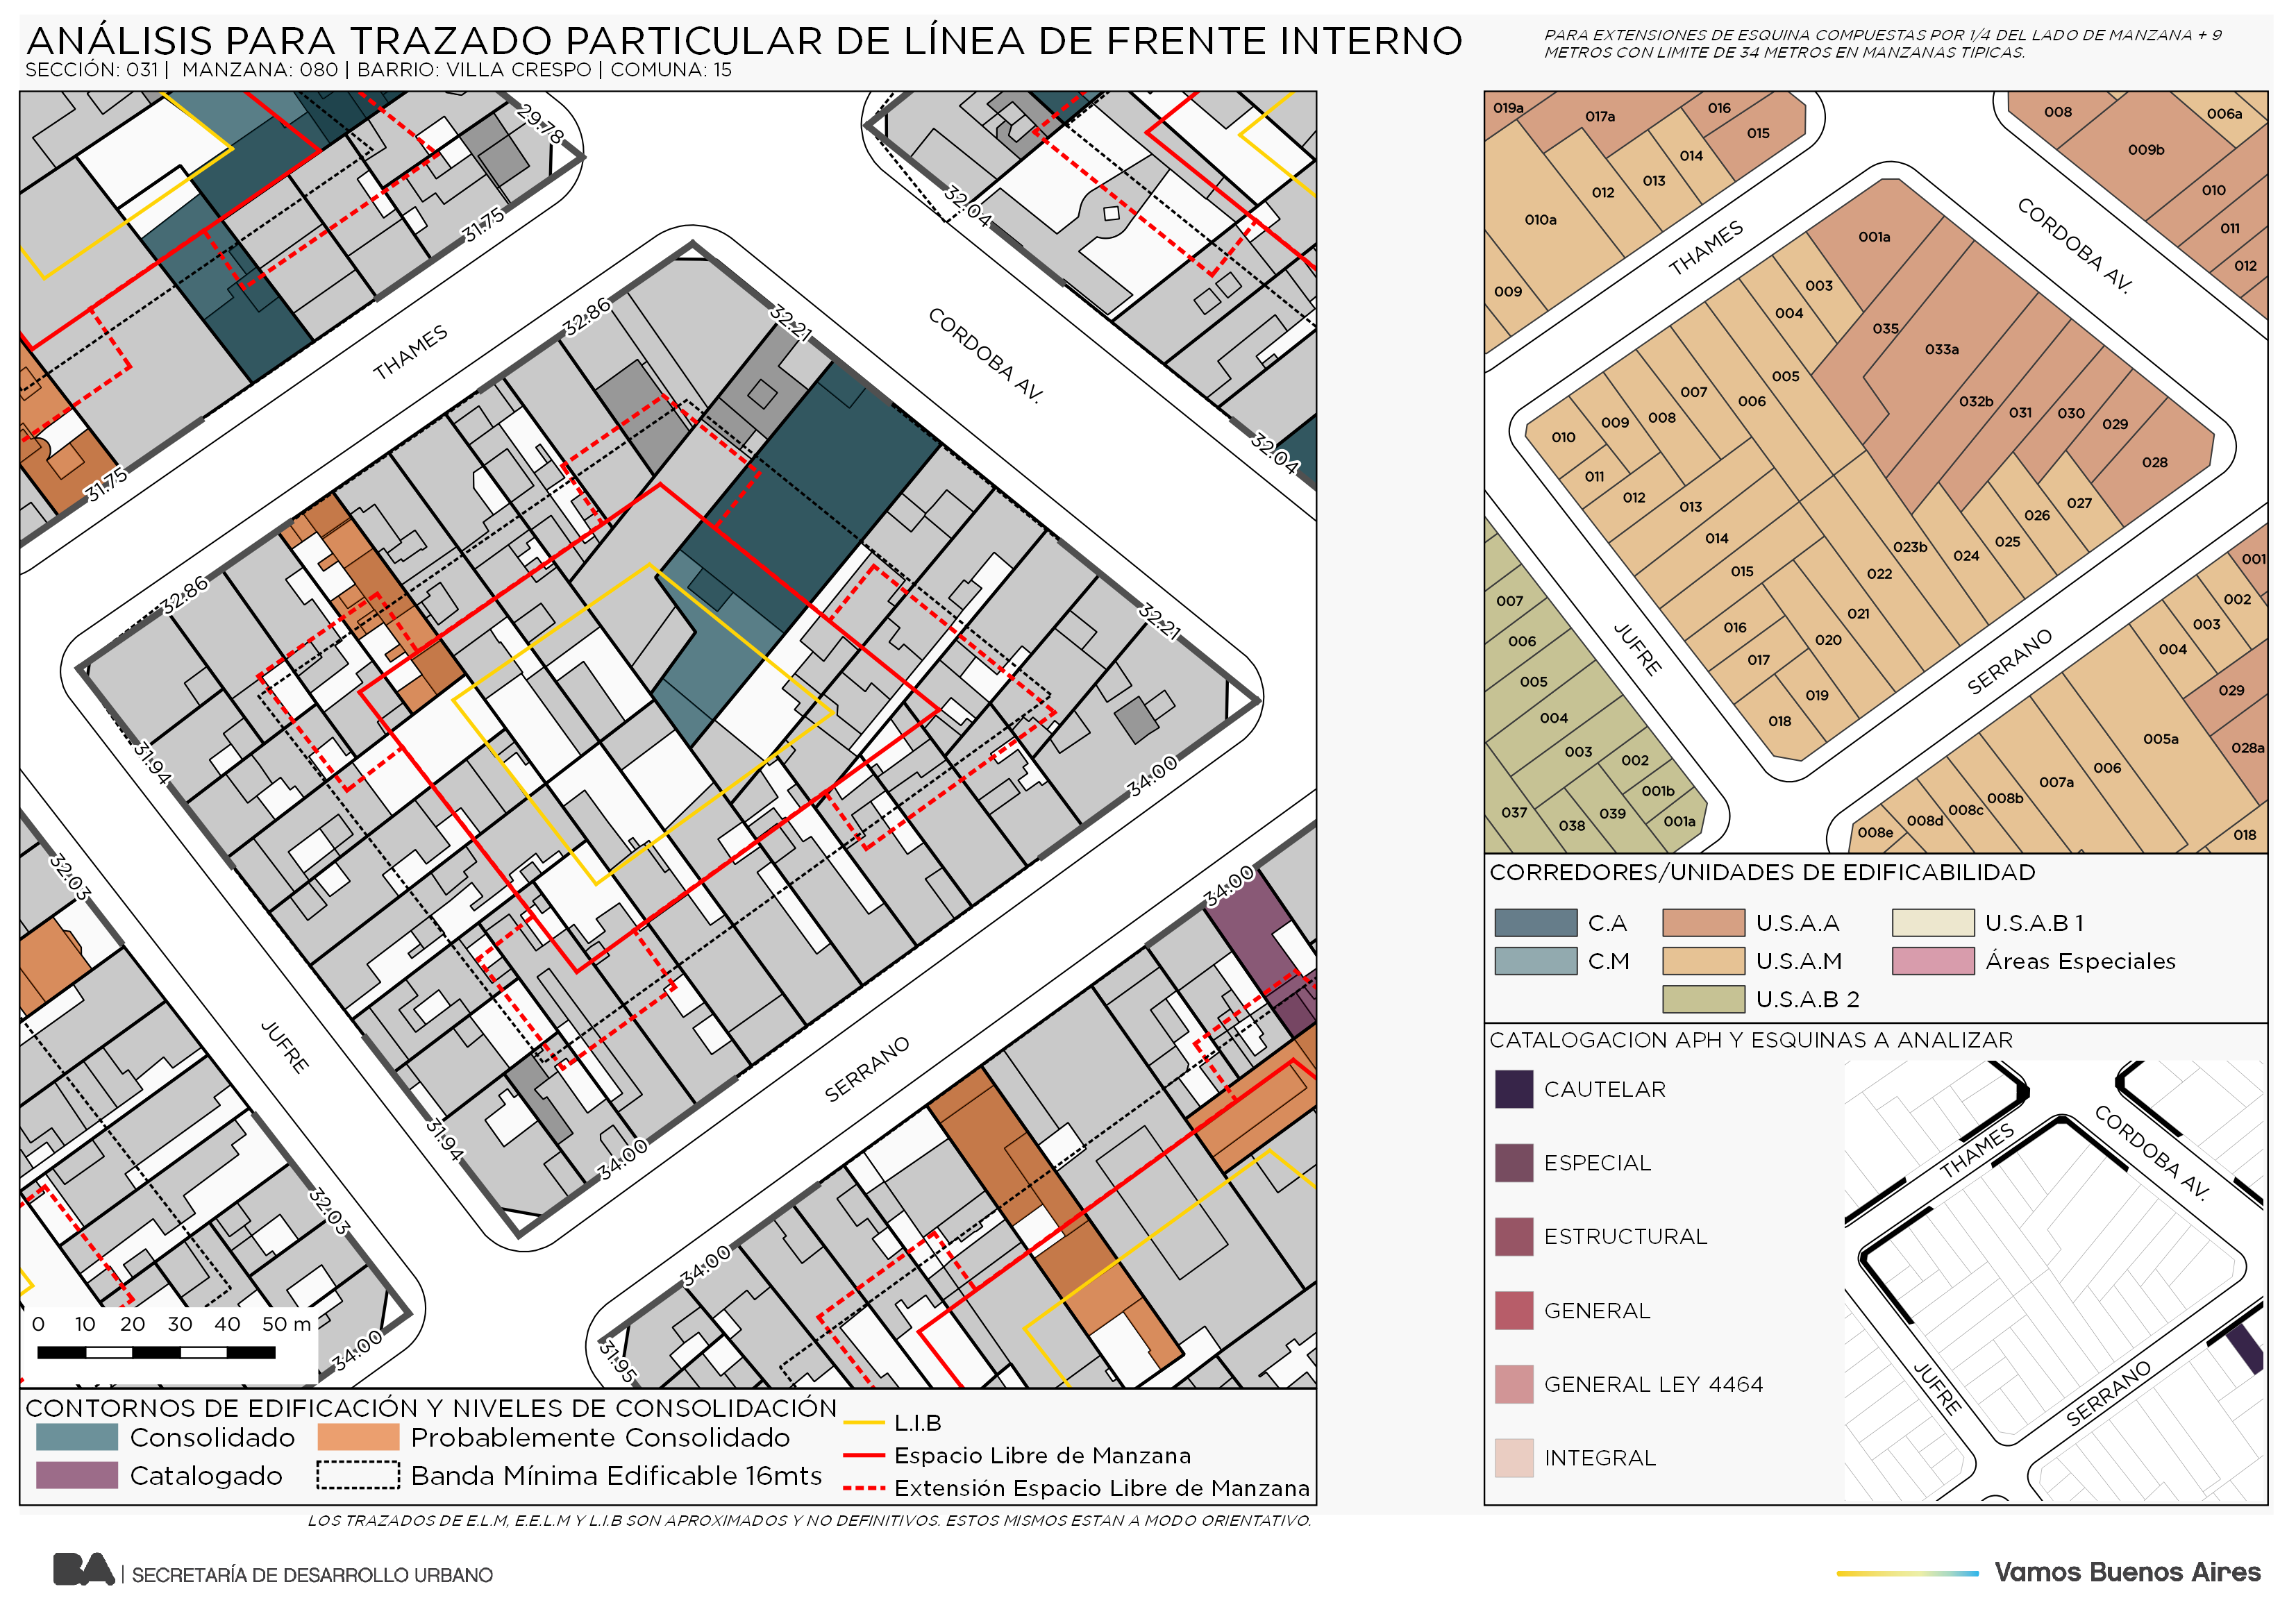 ANÁLISIS PARA TRAZADO PARTICULAR DE LÍNEA DE FRENTE INTERNO
SECCIÓN: 031 | MANZANA: 080 | BARRIO: VILLA CRESPO | COMUNA: 15
PARA EXTENSIONES DE ESQUINA COMPUESTAS POR 1/4 DEL LADO DE MANZANA + 9
METROS CON LIMITE DE 34 METROS EN MANZANAS TIPICAS.
29.78
31.75
32.04
32.86
32.21
THAMES
CORDOBA AV.
32.04
31.75
32.86
32.21
31.94
34.00
32.03
34.00
JUFRE
SERRANO
31.94
34.00
32.03
34.00
34.00
31.95
0 10 20 30 40 50 m
CONTORNOS DE EDIFICACIÓN Y NIVELES DE CONSOLIDACIÓN
Consolidado
Probablemente Consolidado
Catalogado
Banda Mínima Edificable 16mts
L.I.B
Espacio Libre de Manzana
Extensión Espacio Libre de Manzana
LOS TRAZADOS DE E.L.M, E.E.L.M Y L.I.B SON APROXIMADOS Y NO DEFINITIVOS. ESTOS MISMOS ESTAN A MODO ORIENTATIVO.
019a
017a
016
015
014
013
012
010a
009
008
006a
009b
010
011
012
THAMES
CORDOBA AV.
001a
003
004
035
033a
005
006
007
008
009
010
011
012
013
014
015
016
017
018
019
020
021
022
023b
024
025
026
027
028
029
030
031
032b
JUFRE
SERRANO
007
006
005
004
003
002
001b
001a
037
038
039
001
002
003
004
029
028a
005a
006
007a
008b
008c
008d
008e
018
CORREDORES/UNIDADES DE EDIFICABILIDAD
C.A
U.S.A.A
U.S.A.B 1
C.M
U.S.A.M
Áreas Especiales
U.S.A.B 2
CATALOGACION APH Y ESQUINAS A ANALIZAR
CAUTELAR
ESPECIAL
ESTRUCTURAL
GENERAL
GENERAL LEY 4464
INTEGRAL
THAMES
CORDOBA AV.
JUFRE
SERRANO
BA | SECRETARÍA DE DESARROLLO URBANO
Vamos Buenos Aires